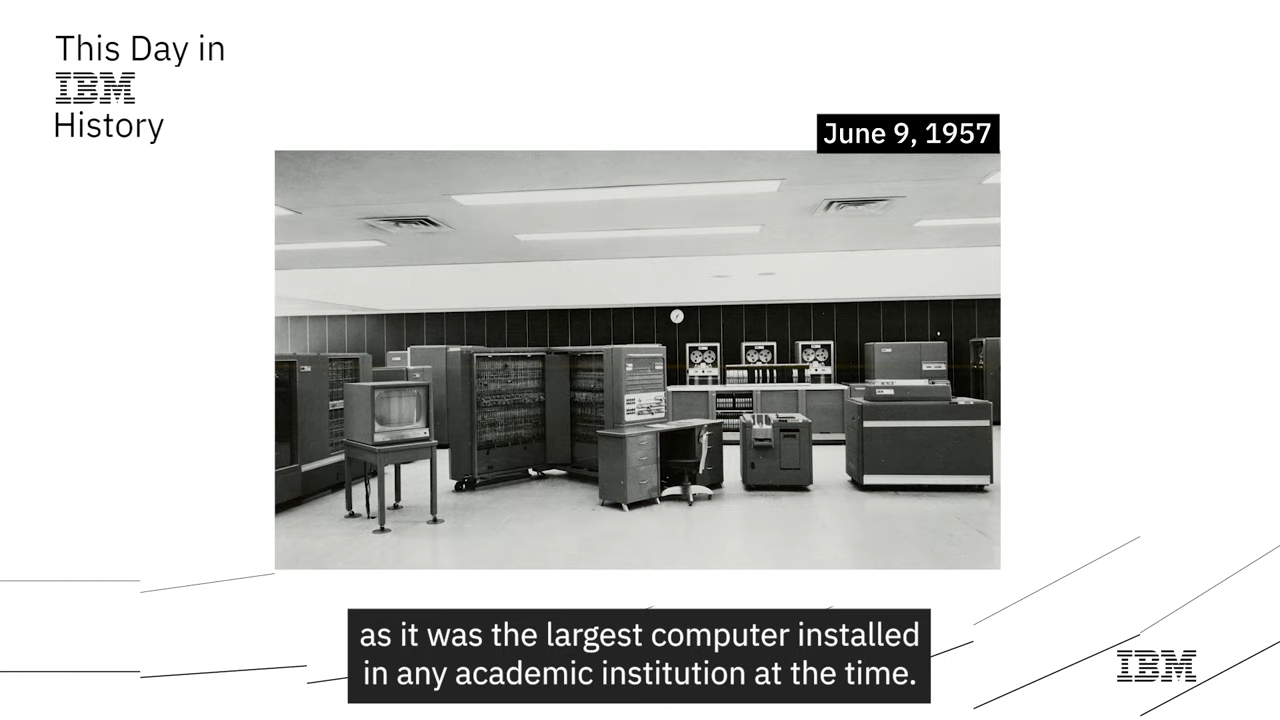 This Day in
IBM
History
June 9, 1957
as it was the largest computer installed
in any academic institution at the time.
IBM